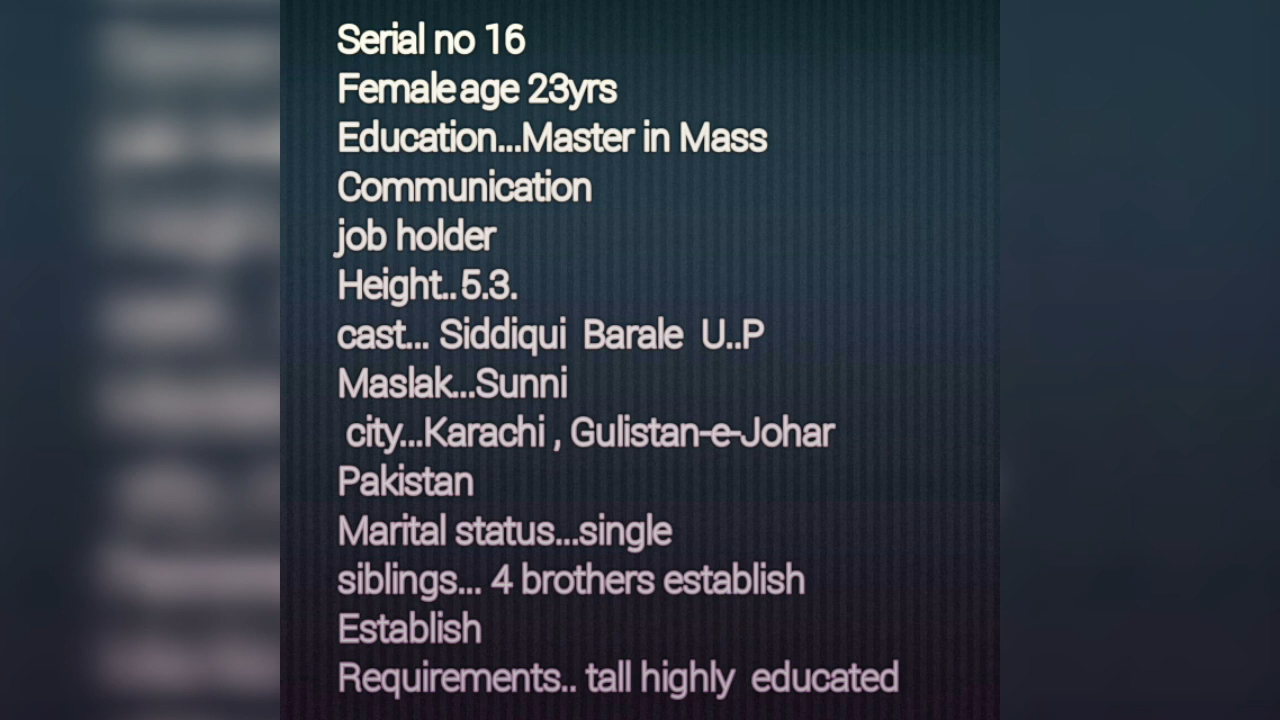 Serial no 16
Female age 23yrs
Education...Master in Mass
Communication
job holder
Height.. 5.3.
cast... Siddiqui Barale U..P
Maslak...Sunni
city...Karachi , Gulistan-e-Johar
Pakistan
Marital status...single
siblings... 4 brothers establish
Establish
Requirements.. tall highly educated